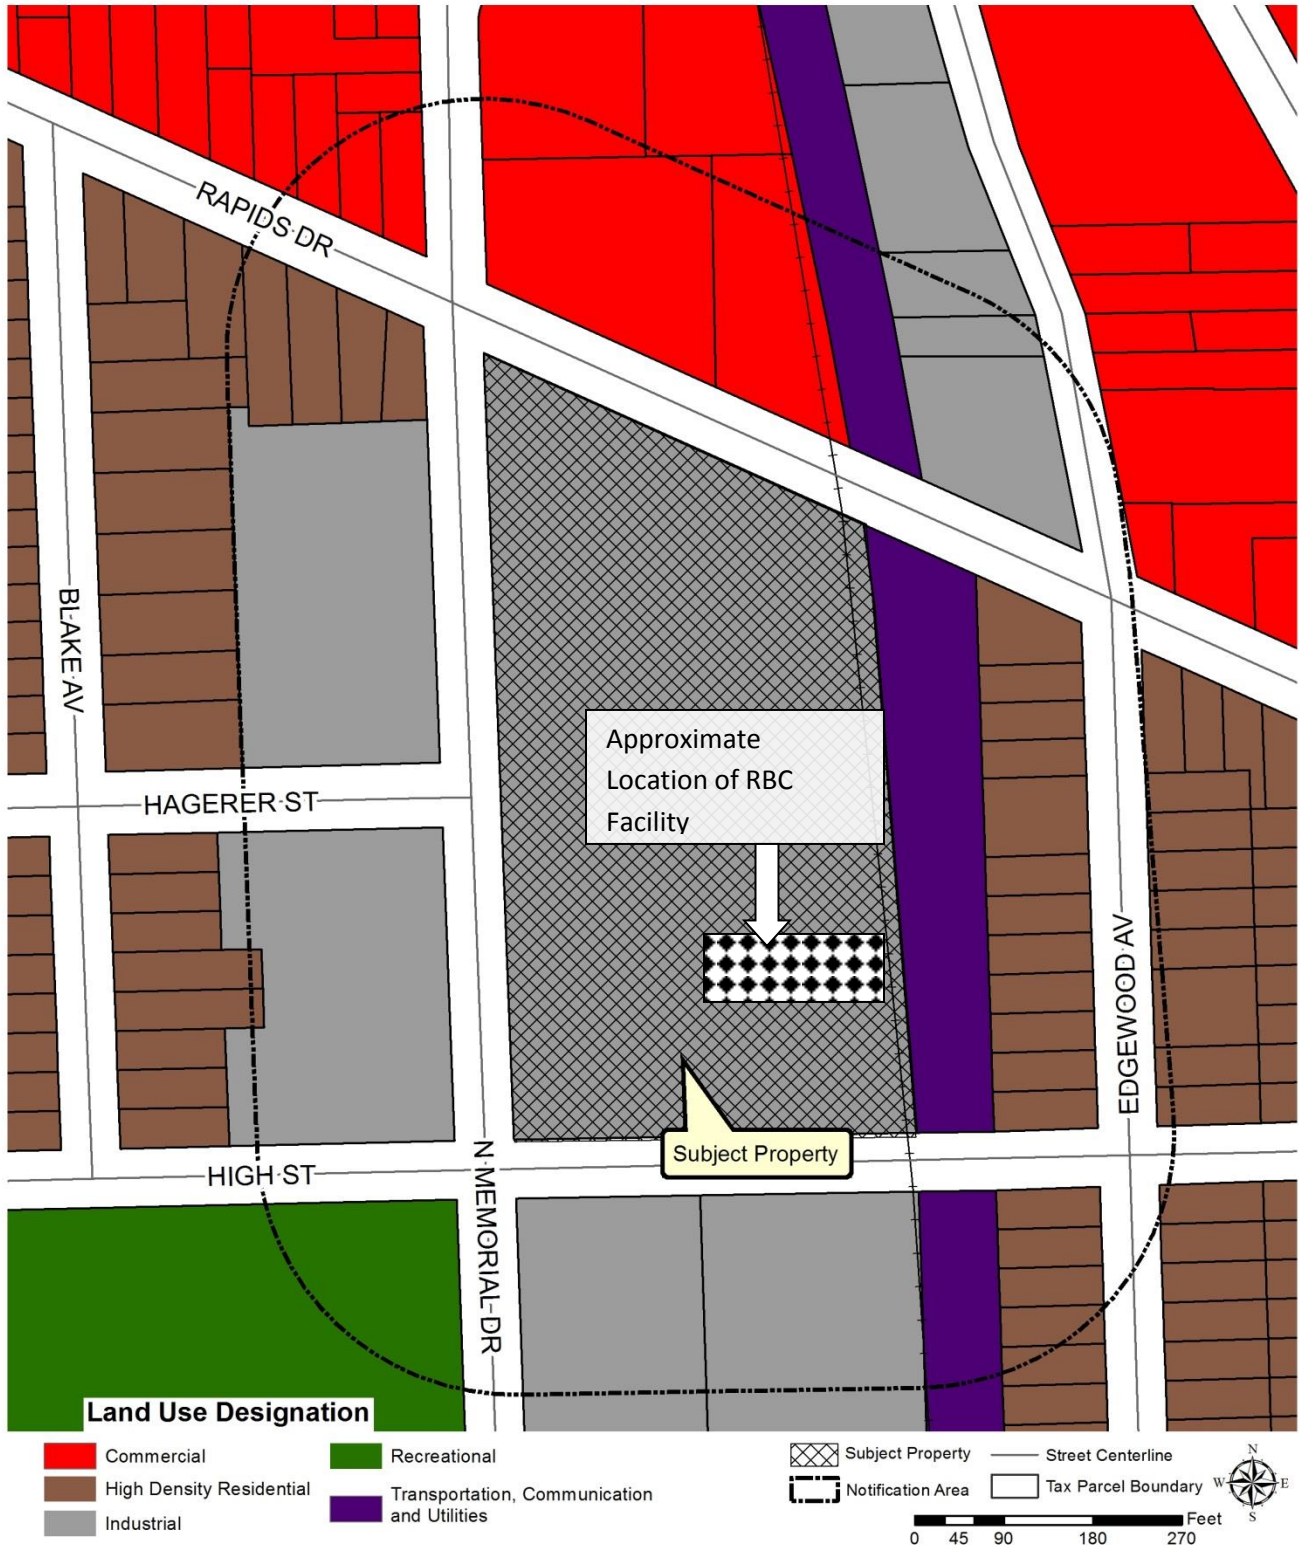 RAPIDS DR
BLAKE AV
Approximate
Location of RBC
Facility
HAGERER ST
EDGEWOOD AV
Subject Property
HIGH ST
N MEMORIAL DR
Land Use Designation
Commercial
High Density Residential
Industrial
Recreational
Transportation, Communication
and Utilities
Subject Property
Notification Area
Street Centerline
Tax Parcel Boundary
N
W E
S
Feet
0 45 90 180 270